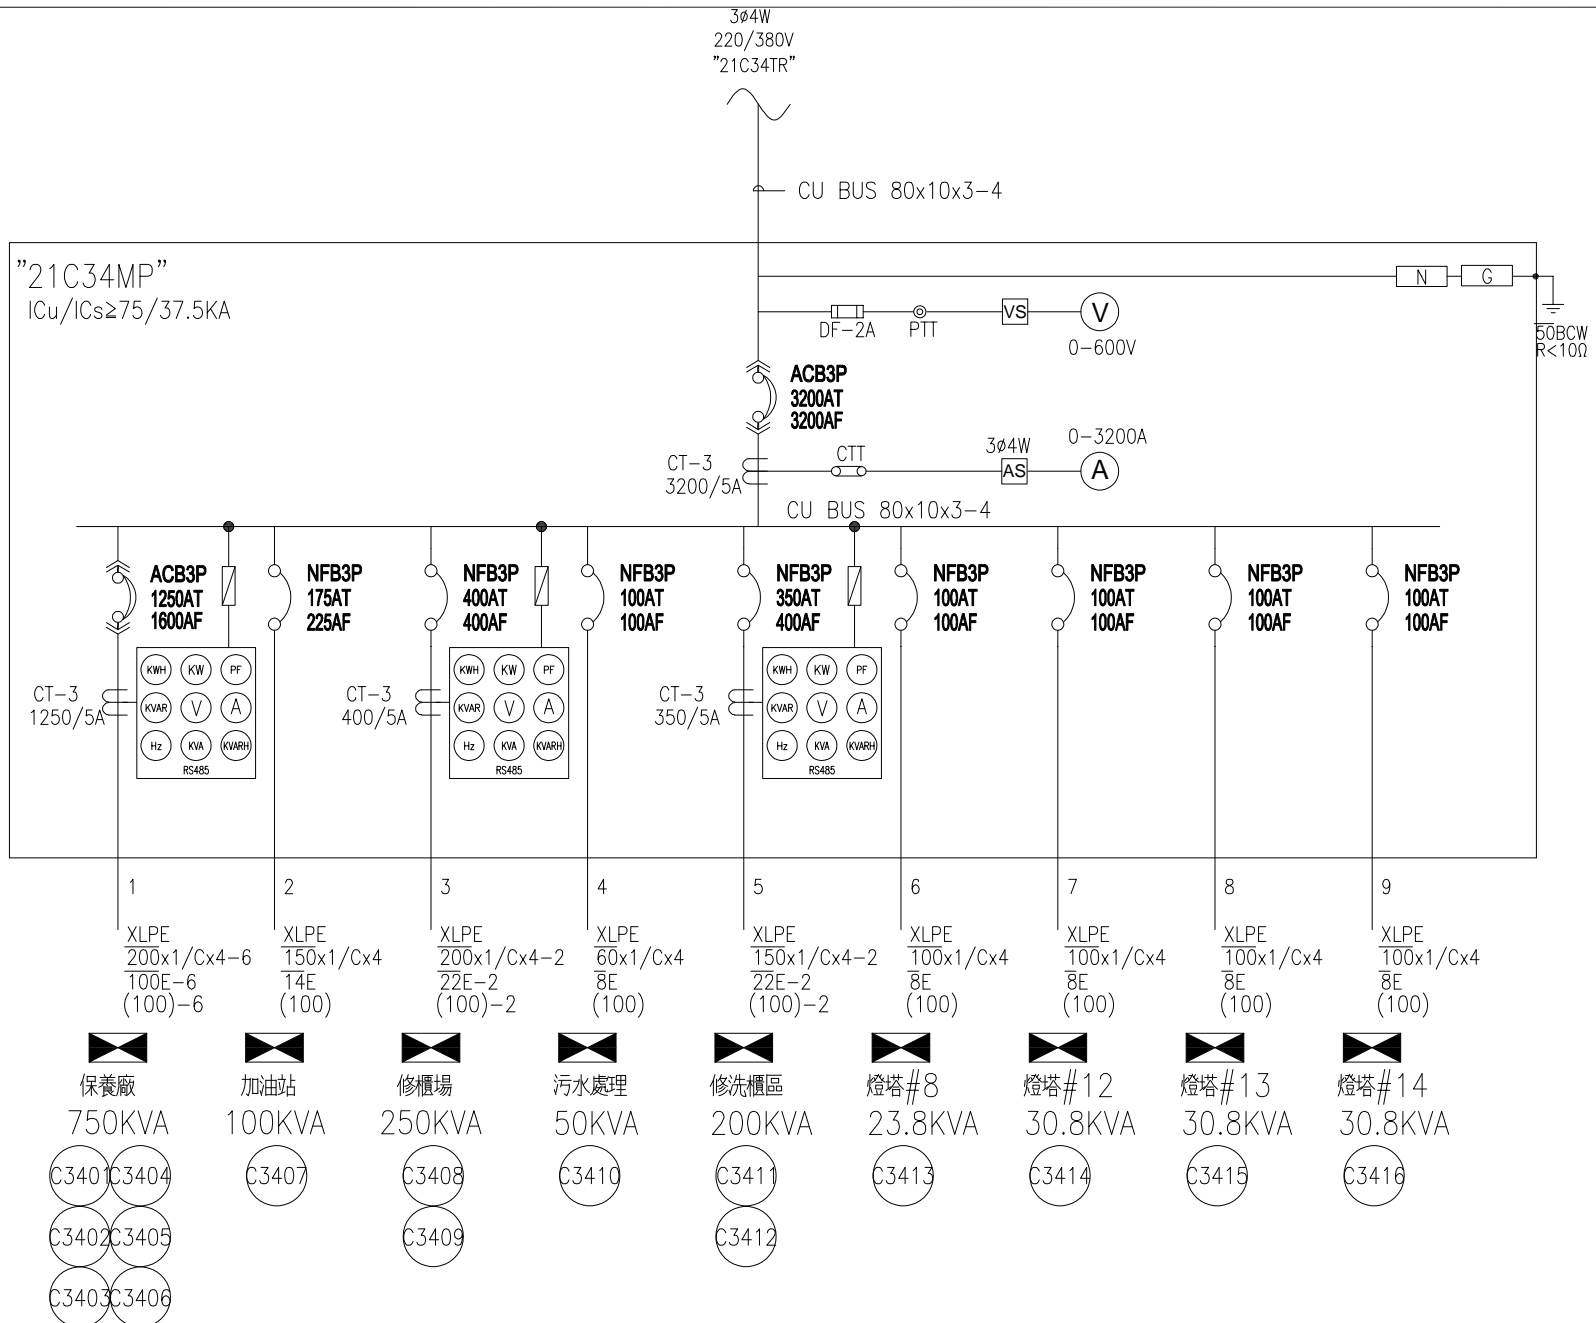 3ø4W
220/380V
"21C34TR"
CU BUS 80x10x3-4
"21C34MP"
ICu/ICs≥75/37.5KA
N
G
50BCW
R<10Ω
DF-2A
PTT
VS
V
0-600V
ACB3P
3200AT
3200AF
CT-3
3200/5A
CTT
3ø4W
AS
0-3200A
A
CU BUS 80x10x3-4
ACB3P
1250AT
1600AF
NFB3P
175AT
225AF
NFB3P
400AT
400AF
NFB3P
100AT
100AF
NFB3P
350AT
400AF
NFB3P
100AT
100AF
NFB3P
100AT
100AF
NFB3P
100AT
100AF
NFB3P
100AT
100AF
CT-3
1250/5A
KWH KW PF
KVAR V A
Hz KVA KVARH
RS485
CT-3
400/5A
KWH KW PF
KVAR V A
Hz KVA KVARH
RS485
CT-3
350/5A
KWH KW PF
KVAR V A
Hz KVA KVARH
RS485
1
XLPE
200x1/Cx4-6
100E-6
(100)-6
保養廠
750KVA
C3401 C3404
C3402 C3405
C3403 C3406
2
XLPE
150x1/Cx4
14E
(100)
加油站
100KVA
C3407
3
XLPE
200x1/Cx4-2
22E-2
(100)-2
修櫃場
250KVA
C3408
C3409
4
XLPE
60x1/Cx4
8E
(100)
污水處理
50KVA
C3410
5
XLPE
150x1/Cx4-2
22E-2
(100)-2
修洗櫃區
200KVA
C3411
C3412
6
XLPE
100x1/Cx4
8E
(100)
燈塔#8
23.8KVA
C3413
7
XLPE
100x1/Cx4
8E
(100)
燈塔#12
30.8KVA
C3414
8
XLPE
100x1/Cx4
8E
(100)
燈塔#13
30.8KVA
C3415
9
XLPE
100x1/Cx4
8E
(100)
燈塔#14
30.8KVA
C3416